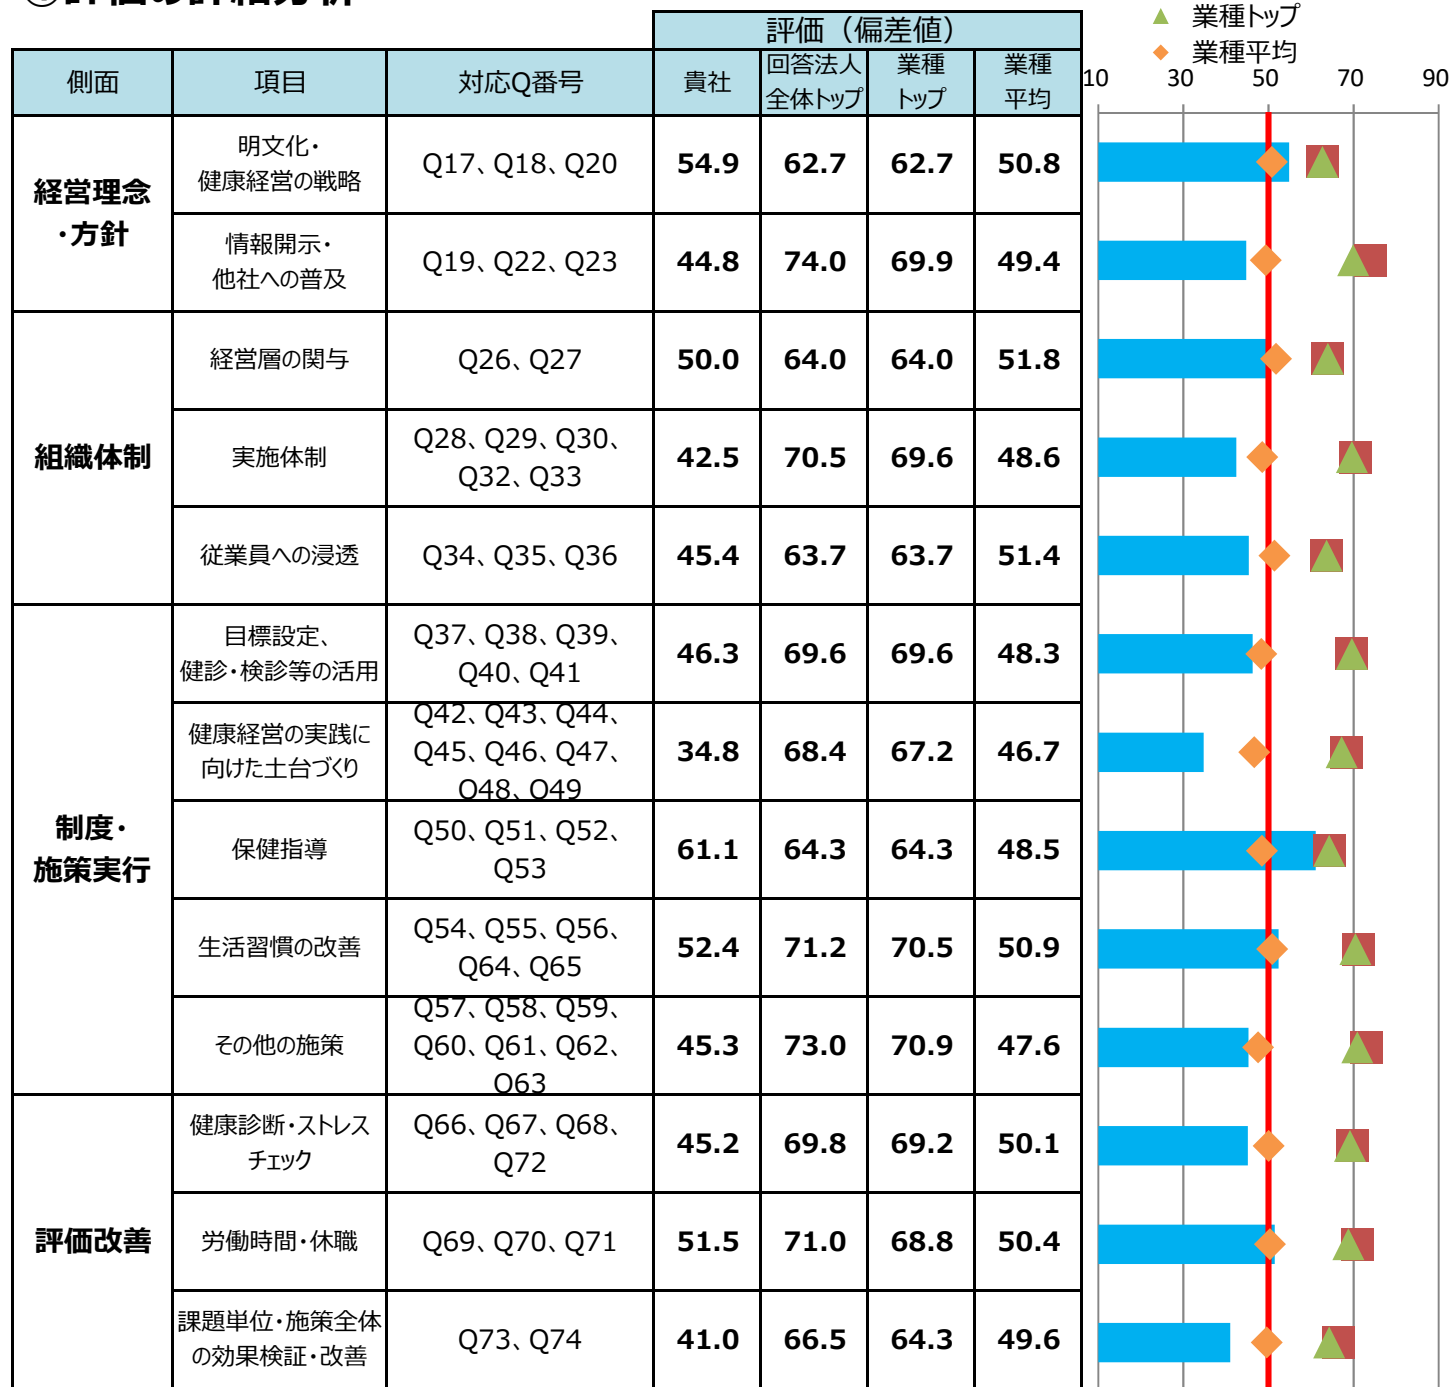 ③評価の詳細分析
▲ 業種トップ
◆ 業種平均
評価（偏差値）
側面 項目 対応Q番号 貴社 回答法人全体トップ 業種トップ 業種平均
10 30 50 70 90
経営理念・方針
明文化・健康経営の戦略 Q17、Q18、Q20 54.9 62.7 62.7 50.8
情報開示・他社への普及 Q19、Q22、Q23 44.8 74.0 69.9 49.4
組織体制
経営層の関与 Q26、Q27 50.0 64.0 64.0 51.8
実施体制 Q28、Q29、Q30、Q32、Q33 42.5 70.5 69.6 48.6
従業員への浸透 Q34、Q35、Q36 45.4 63.7 63.7 51.4
制度・施策実行
目標設定、健診・検診等の活用 Q37、Q38、Q39、Q40、Q41 46.3 69.6 69.6 48.3
健康経営の実践に向けた土台づくり Q42、Q43、Q44、Q45、Q46、Q47、Q48、Q49 34.8 68.4 67.2 46.7
保健指導 Q50、Q51、Q52、Q53 61.1 64.3 64.3 48.5
生活習慣の改善 Q54、Q55、Q56、Q64、Q65 52.4 71.2 70.5 50.9
その他の施策 Q57、Q58、Q59、Q60、Q61、Q62、Q63 45.3 73.0 70.9 47.6
評価改善
健康診断・ストレスチェック Q66、Q67、Q68、Q72 45.2 69.8 69.2 50.1
労働時間・休職 Q69、Q70、Q71 51.5 71.0 68.8 50.4
課題単位・施策全体の効果検証・改善 Q73、Q74 41.0 66.5 64.3 49.6